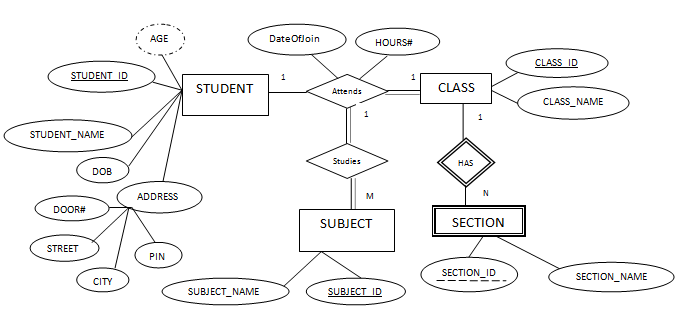 AGE
DateOfJoin
HOURS#
STUDENT_ID
STUDENT
1
Attends
1
CLASS
CLASS_ID
CLASS_NAME
STUDENT_NAME
1
1
DOB
Studies
HAS
ADDRESS
M
N
DOOR#
SUBJECT
SECTION
STREET
PIN
CITY
SUBJECT_NAME
SUBJECT_ID
SECTION_ID
SECTION_NAME